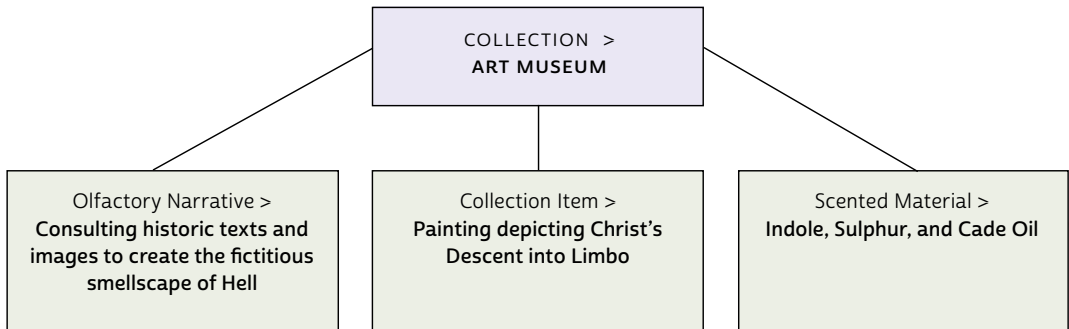 COLLECTION >
ART MUSEUM
Olfactory Narrative >
Consulting historic texts and
images to create the fictitious
smellscape of Hell
Collection Item >
Painting depicting Christ’s
Descent into Limbo
Scented Material >
Indole, Sulphur, and Cade Oil